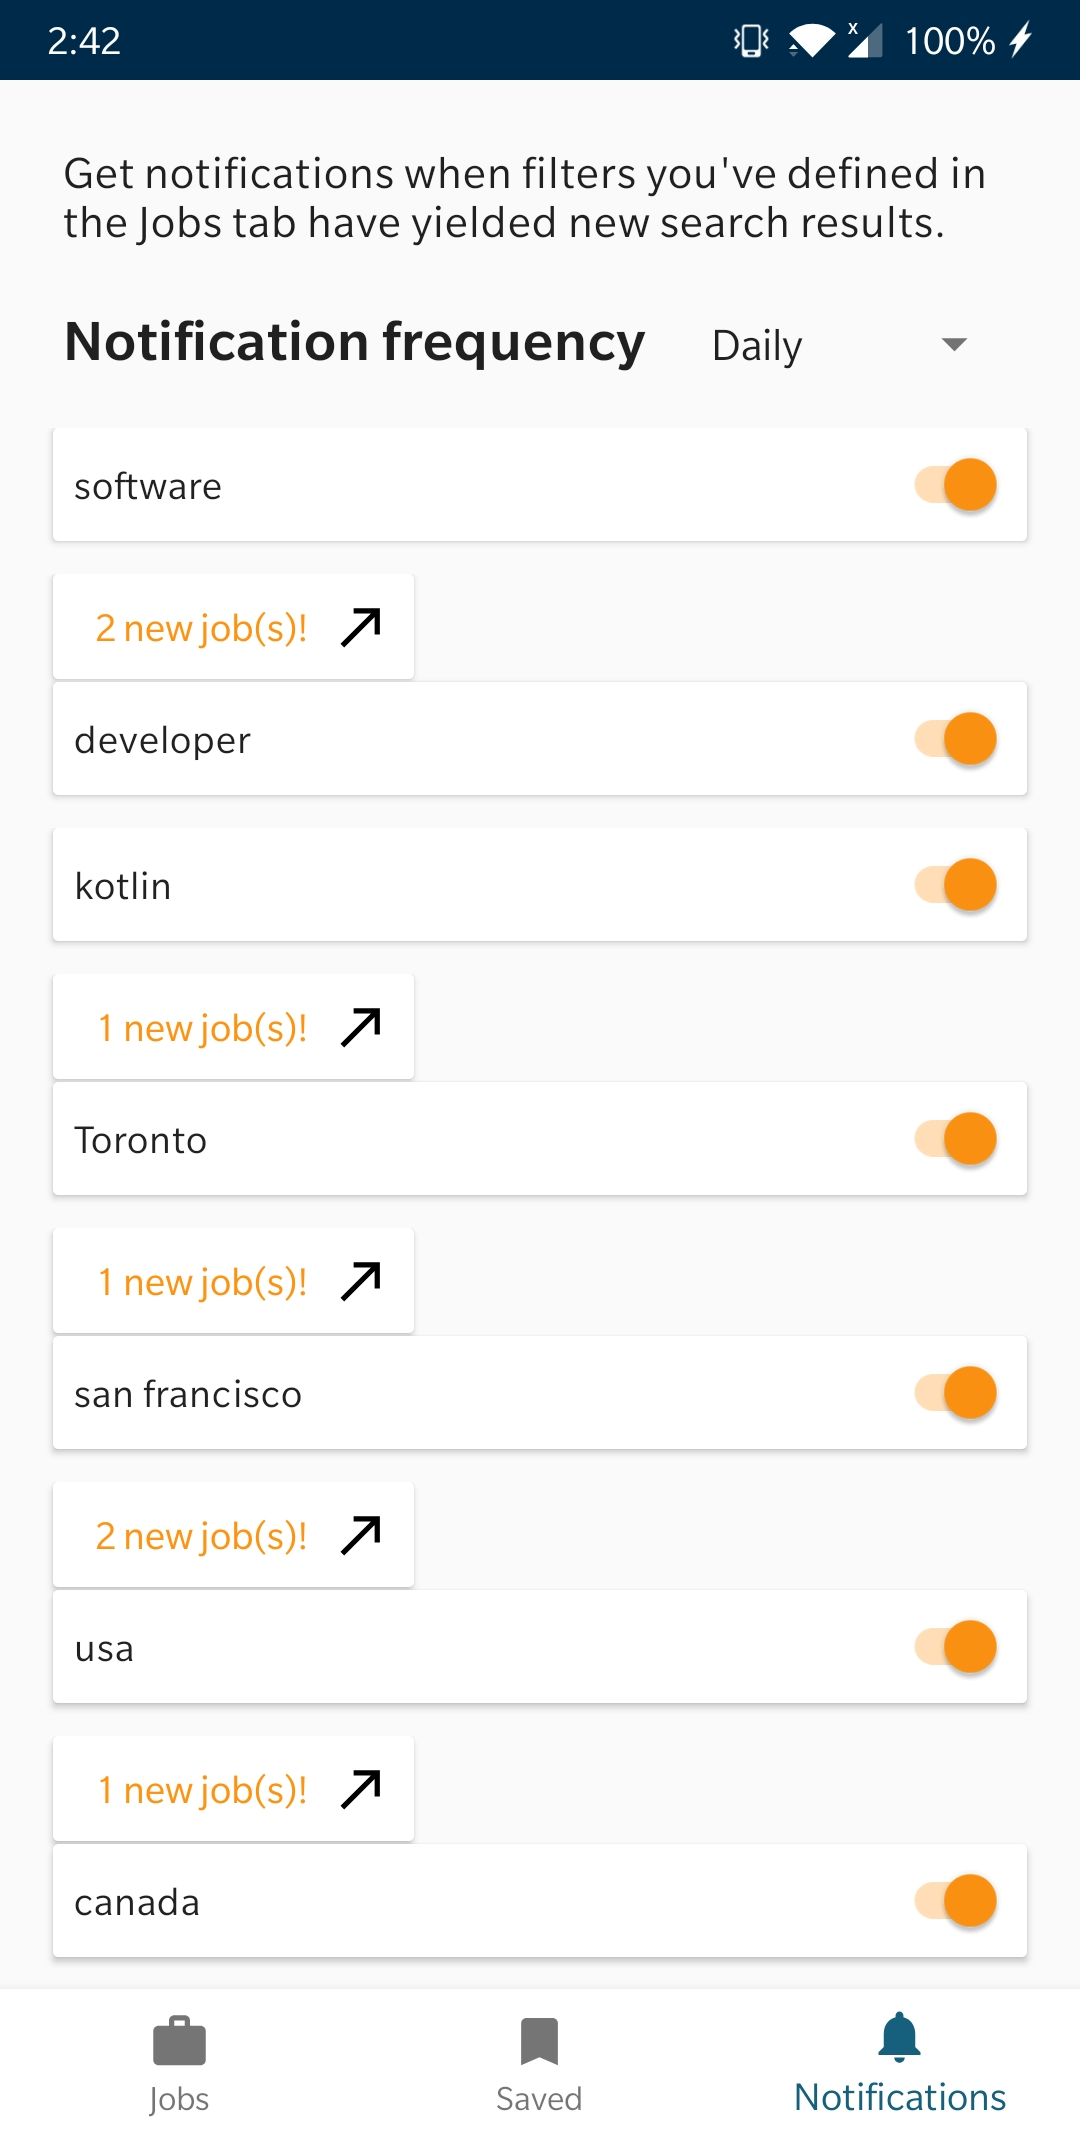 2:42
x 100%
Get notifications when filters you've defined in
the Jobs tab have yielded new search results.
Notification frequency Daily
software
2 new job(s)!
developer
kotlin
1 new job(s)!
Toronto
1 new job(s)!
san francisco
2 new job(s)!
usa
1 new job(s)!
canada
Jobs Saved Notifications